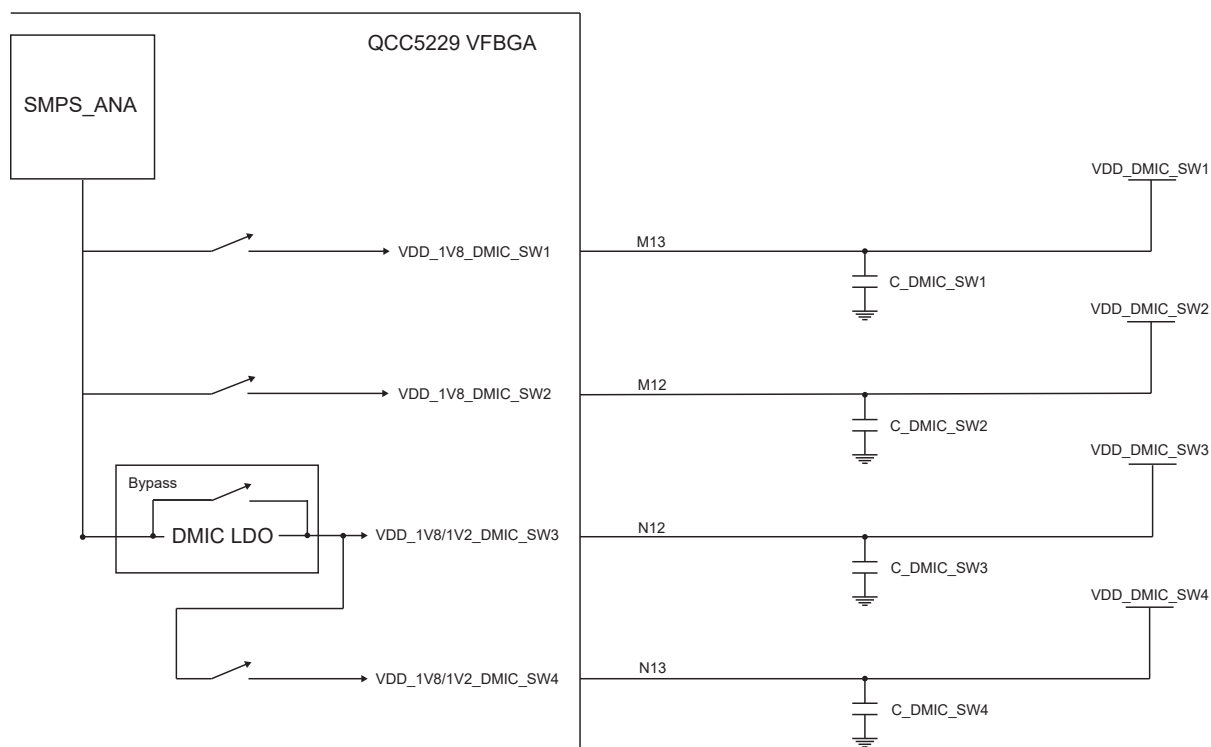 QCC5229 VFBGA
SMPS_ANA
VDD_DMIC_SW1
VDD_1V8_DMIC_SW1
M13
C_DMIC_SW1
VDD_DMIC_SW2
VDD_1V8_DMIC_SW2
M12
C_DMIC_SW2
VDD_DMIC_SW3
Bypass
DMIC LDO
VDD_1V8/1V2_DMIC_SW3
N12
C_DMIC_SW3
VDD_DMIC_SW4
VDD_1V8/1V2_DMIC_SW4
N13
C_DMIC_SW4